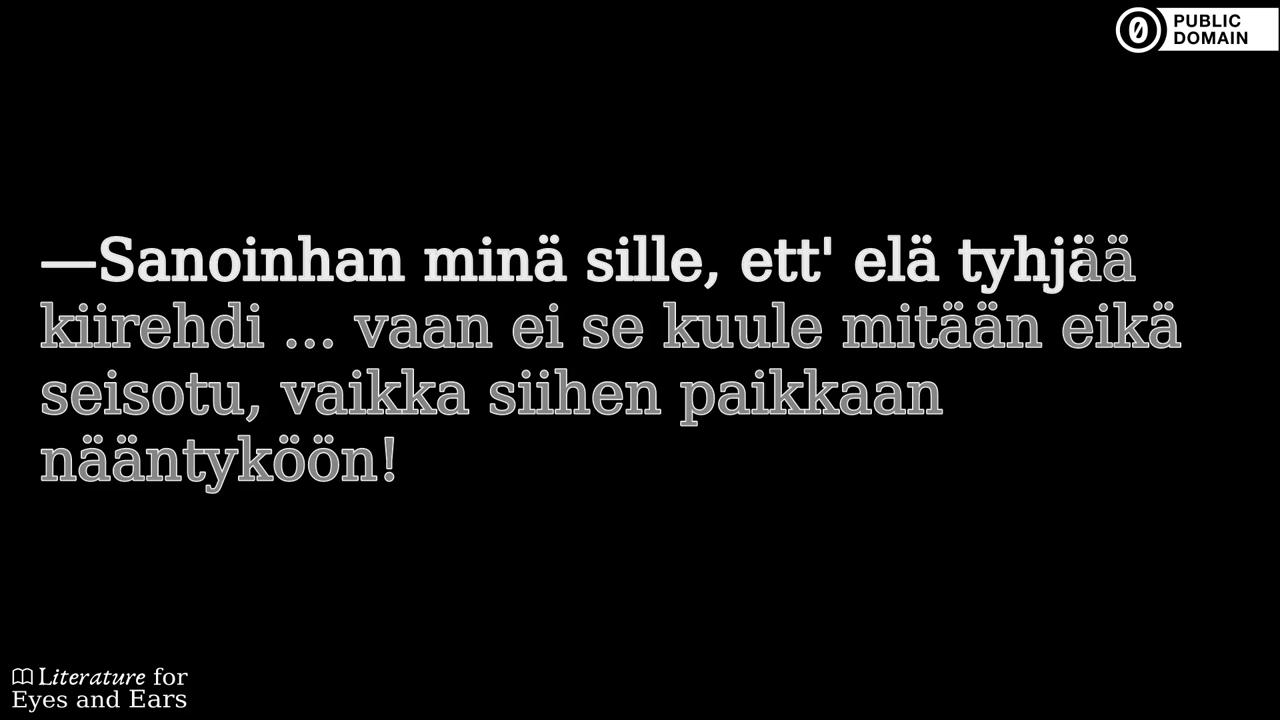 PUBLIC
DOMAIN
—Sanoinhan minä sille, ett' elä tyhjää
kiirehdi ... vaan ei se kuule mitään eikä
seisotu, vaikka siihen paikkaan
nääntyköön!
Literature for
Eyes and Ears